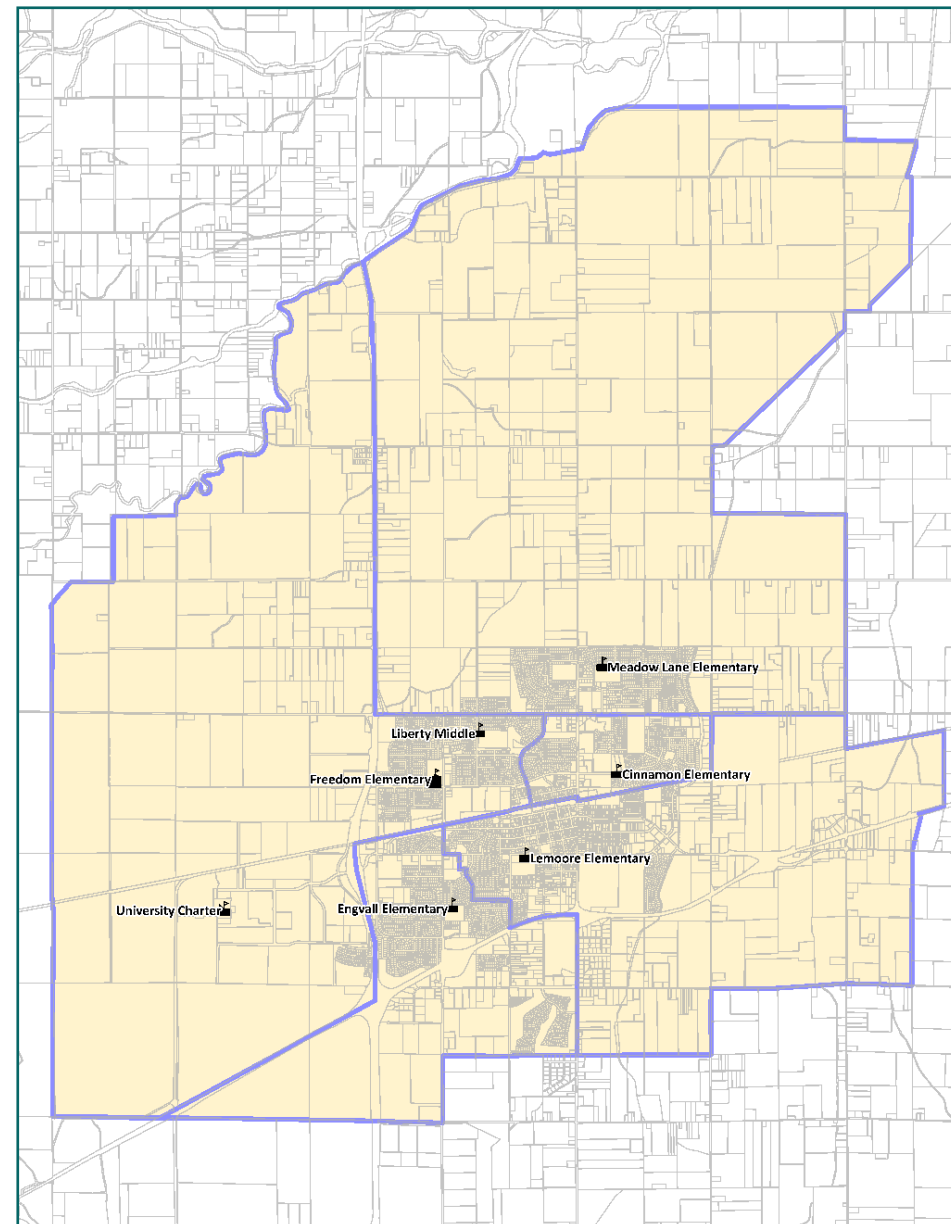 Meadow Lane Elementary
Liberty Middle
Freedom Elementary
Cinnamon Elementary
Lemoore Elementary
University Charter
Engvall Elementary